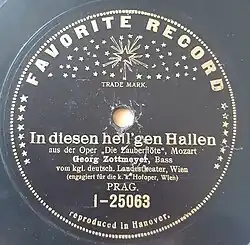 FAVORITE RECORD
TRADE MARK.
In diesen heil'gen Hallen
aus der Oper „Die Zauberflöte", Mozart
Georg Zottmayer, Bass
vom kgl. deutsch. Landestheater, Wien
(engagiert für die k. k. Hofoper, Wien)
PRAG.
1-25063
reproduced in Hanover.